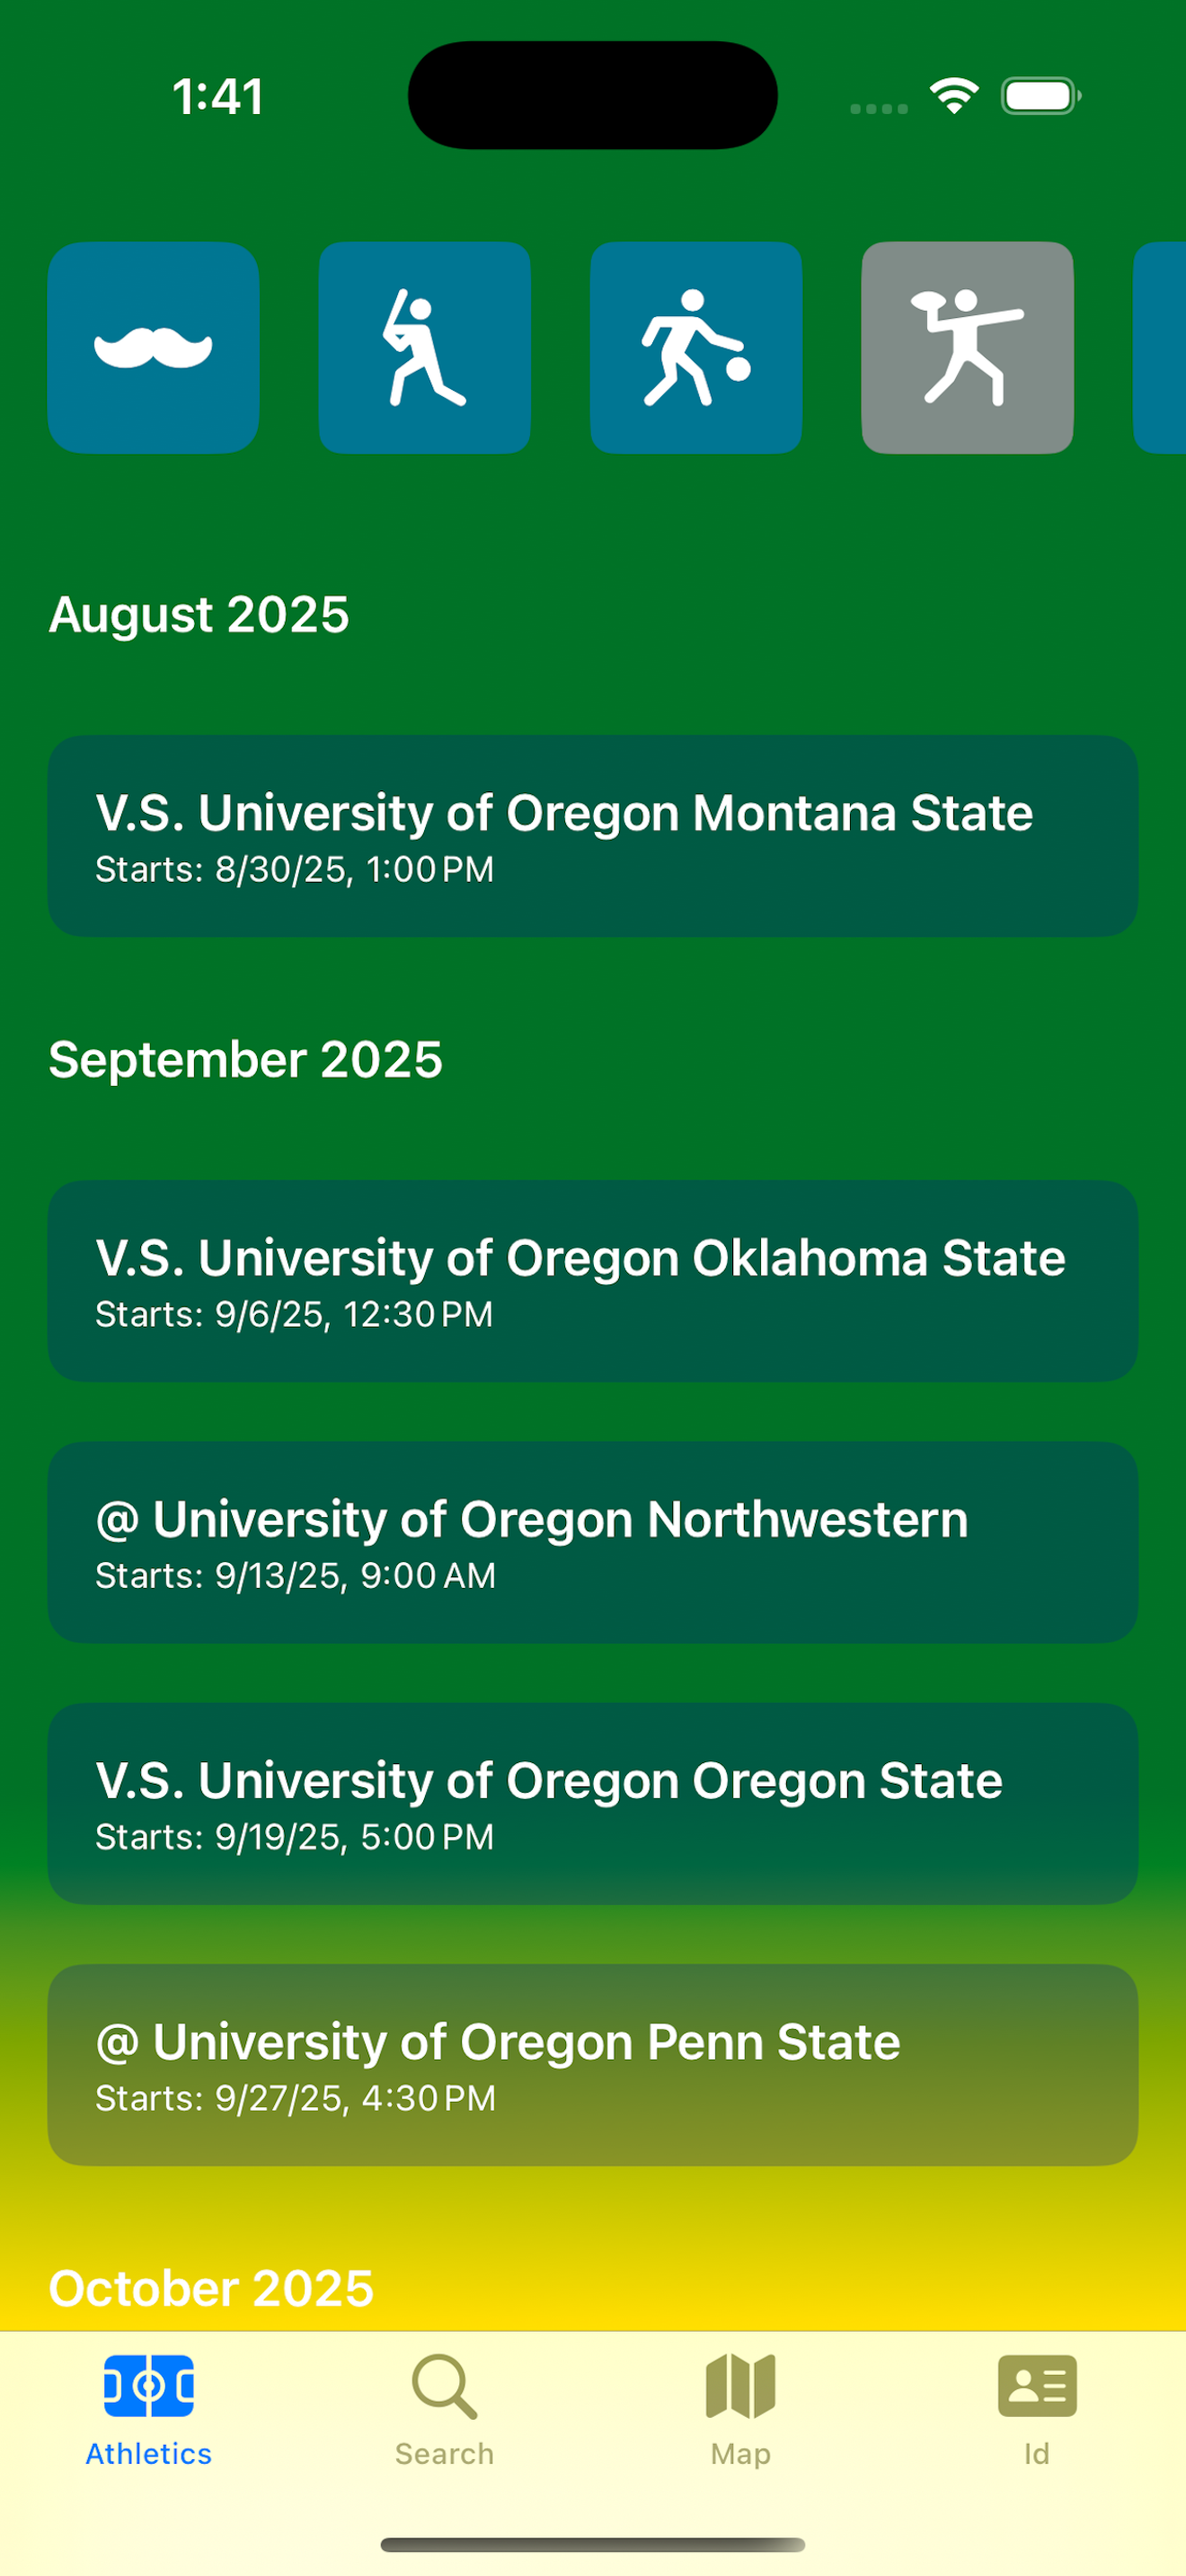 1:41
August 2025
V.S. University of Oregon Montana State
Starts: 8/30/25, 1:00 PM
September 2025
V.S. University of Oregon Oklahoma State
Starts: 9/6/25, 12:30 PM
@ University of Oregon Northwestern
Starts: 9/13/25, 9:00 AM
V.S. University of Oregon Oregon State
Starts: 9/19/25, 5:00 PM
@ University of Oregon Penn State
Starts: 9/27/25, 4:30 PM
October 2025
Athletics Search Map Id